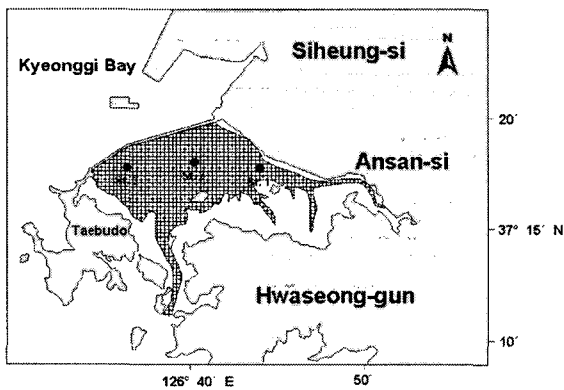 Siheung-si
N
Kyeonggi Bay
20′
Ansan-si
Taebudo
37° 15′ N
Hwaseong-gun
10′
126° 40′ E
50′